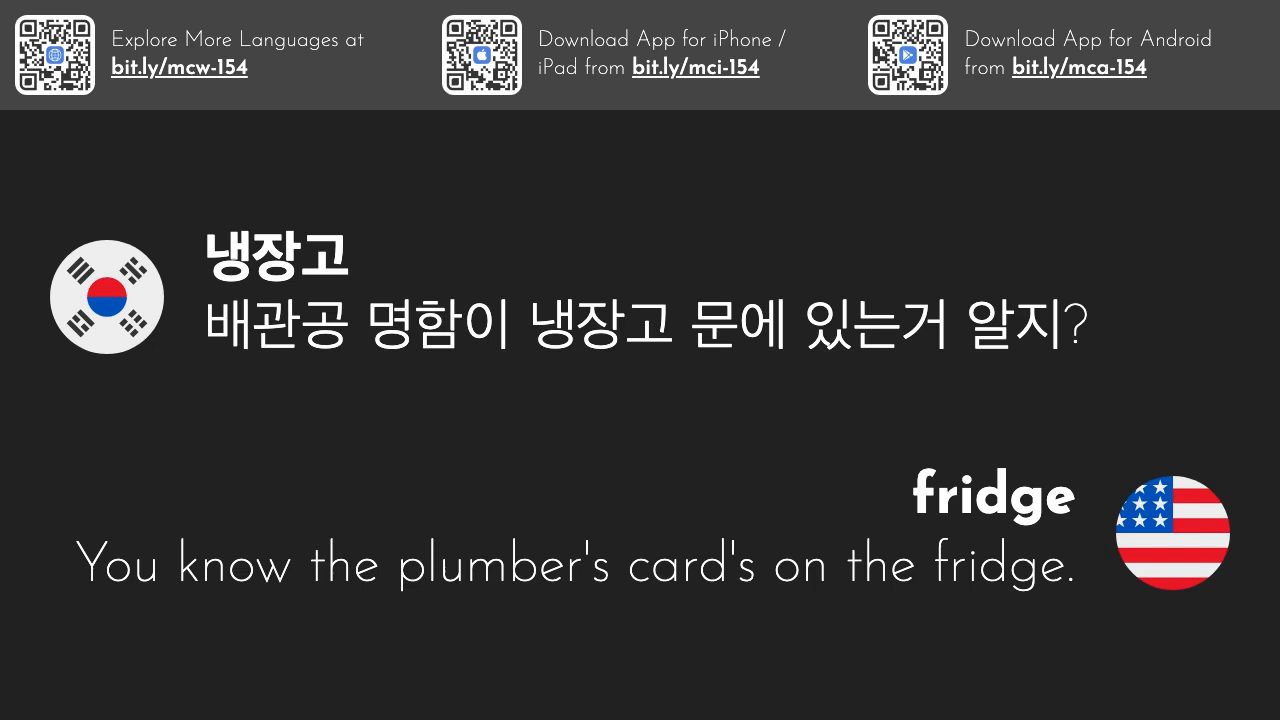 Explore More Languages at
bit.ly/mcw-154
Download App for iPhone /
iPad from bit.ly/mci-154
Download App for Android
from bit.ly/mca-154
냉장고
배관공 명함이 냉장고 문에 있는거 알지?
fridge
You know the plumber's card's on the fridge.